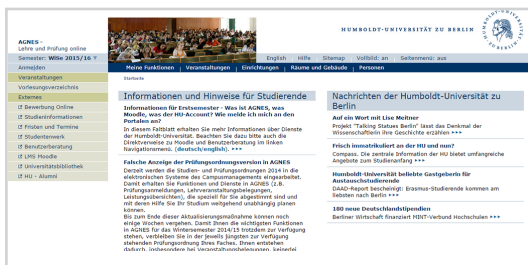 HUMBOLDT-UNIVERSITÄT ZU BERLIN
AGNES -
Lehre und Prüfung online
Semester: WiSe 2015/16
English Hilfe Sitemap Vollbild: an Seitenmenü: aus
Anmelden
Meine Funktionen Veranstaltungen Einrichtungen Räume und Gebäude Personen
Veranstaltungen
Vorlesungsverzeichnis
Externes
Bewerbung Online
Studieninformationen
Fristen und Termine
Studentenwerk
Benutzerberatung
LMS Moodle
Universitätsbibliothek
HU - Alumni
Startseite
Informationen und Hinweise für Studierende
Informationen für Erstsemester - Was ist AGNES, was
Moodle, was der HU-Account? Wie melde ich mich an den
Portalen an?
In diesem Faltblatt erhalten Sie mehr Informationen über Dienste
der Humboldt-Universität. Beachten Sie dazu bitte auch die
Direktverweise zu Moodle und Benutzerberatung im linken
Navigationsmenü. (deutsch/english).
Falsche Anzeige der Prüfungsordnungsversion in AGNES
Derzeit werden die Studien- und Prüfungsordnungen 2014 in die
elektronischen Systeme des Campusmanagements eingearbeitet.
Damit erhalten Sie Funktionen und Dienste in AGNES (z.B.
Prüfungsanmeldungen, Lehrveranstaltungsbelegungen,
Leistungsübersichten), die speziell für Sie abgestimmt sind und
mit deren Hilfe Sie Ihr Studium weitgehend unabhängig planen
können.
Bis zum Ende dieser Aktualisierungsmaßnahme können noch
einige Wochen vergehen. Damit Ihnen die wichtigsten Funktionen
in AGNES für das Wintersemester 2014/15 trotzdem zur Verfügung
stehen, verbleiben Sie in der jeweils jüngsten zur Verfügung
stehenden Prüfungsordnung Ihres Faches. Ihnen entstehen
dadurch, insbesondere bei Veranstaltungsbelegungen, keinerlei
Nachrichten der Humboldt-Universität zu
Berlin
Auf ein Wort mit Lise Meitner
Projekt "Talking Statues Berlin" lässt das Denkmal der
Wissenschaftlerin ihre Geschichte erzählen
Frisch immatrikuliert an der HU und nun?
Compass. Die zentrale Information der HU bietet umfangreiche
Angebote zum Studienanfang
Humboldt-Universität beliebte Gastgeberin für
Austauschstudierende
DAAD-Report bescheinigt: Erasmus-Studierende kommen am
liebsten nach Berlin
180 neue Deutschlandstipendien
Berliner Wirtschaft finanziert MINT-Verbund Hochschulen